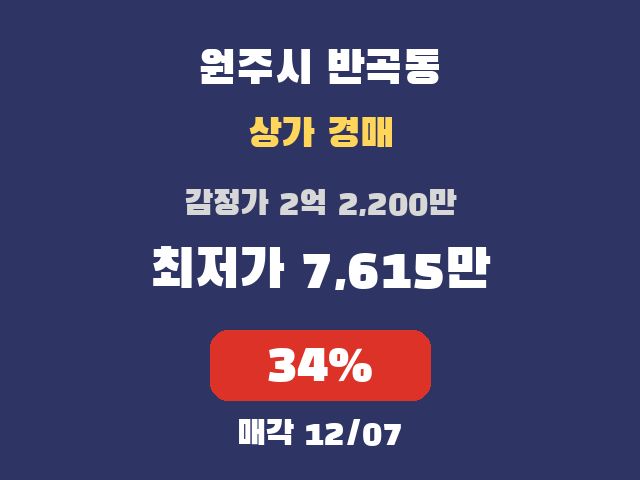 원주시 반곡동
상가 경매
감정가 2억 2,200만
최저가 7,615만
34%
매각 12/07